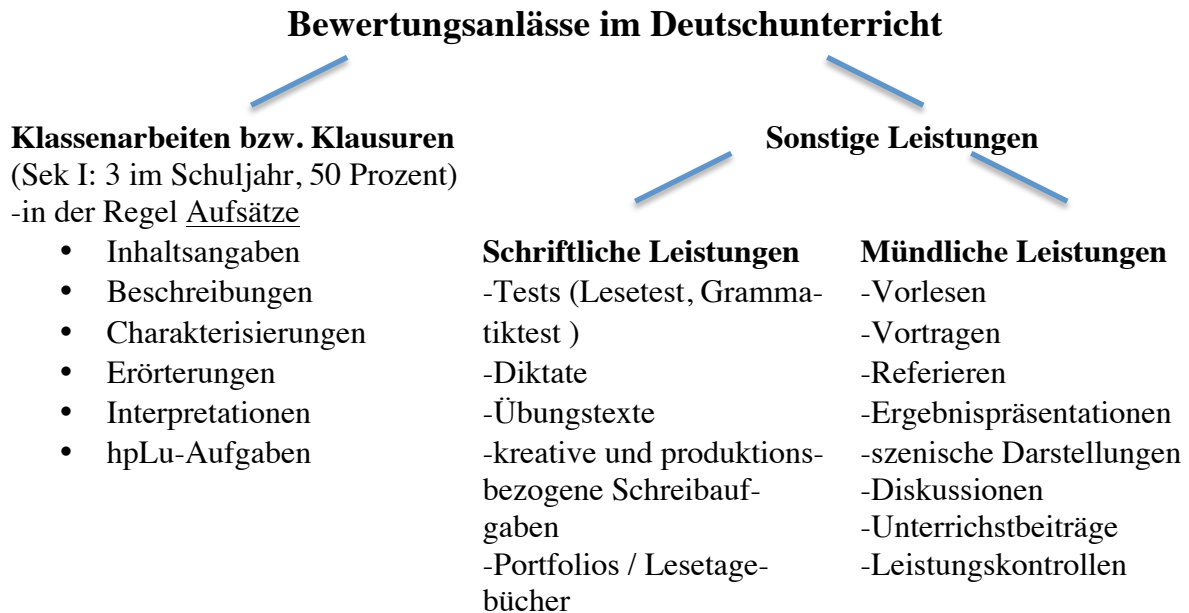 Bewertungsanlässe im Deutschunterricht
Klassenarbeiten bzw. Klausuren
(Sek I: 3 im Schuljahr, 50 Prozent)
-in der Regel Aufsätze
• Inhaltsangaben
• Beschreibungen
• Charakterisierungen
• Erörterungen
• Interpretationen
• hpLu-Aufgaben
Sonstige Leistungen
Schriftliche Leistungen
-Tests (Lesetest, Gramma-
tiktest )
-Diktate
-Übungstexte
-kreative und produktions-
bezogene Schreibauf-
gaben
-Portfolios / Lesetage-
bücher
Mündliche Leistungen
-Vorlesen
-Vortragen
-Referieren
-Ergebnispräsentationen
-szenische Darstellungen
-Diskussionen
-Unterrichstbeiträge
-Leistungskontrollen